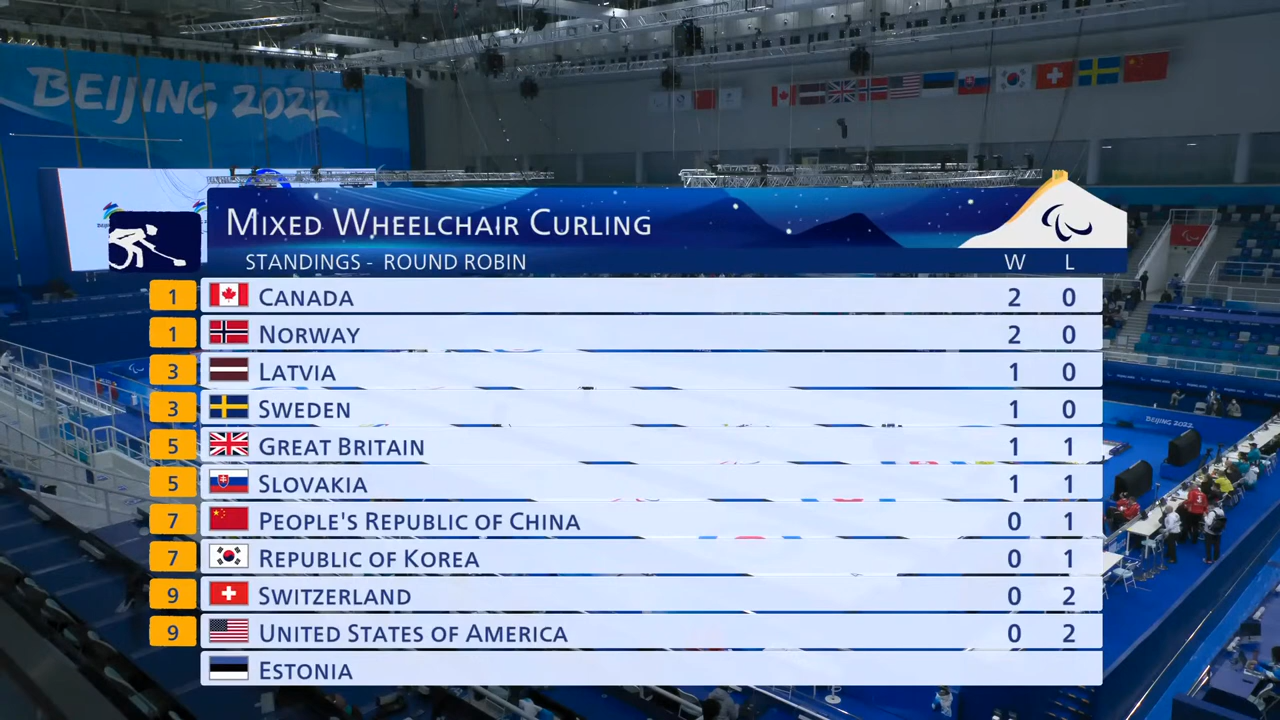 BEIJING 2022
MIXED WHEELCHAIR CURLING
STANDINGS - ROUND ROBIN W L
1 CANADA 2 0
1 NORWAY 2 0
3 LATVIA 1 0
3 SWEDEN 1 0
5 GREAT BRITAIN 1 1
5 SLOVAKIA 1 1
7 PEOPLE'S REPUBLIC OF CHINA 0 1
7 REPUBLIC OF KOREA 0 1
9 SWITZERLAND 0 2
9 UNITED STATES OF AMERICA 0 2
ESTONIA
BEIJING 2022